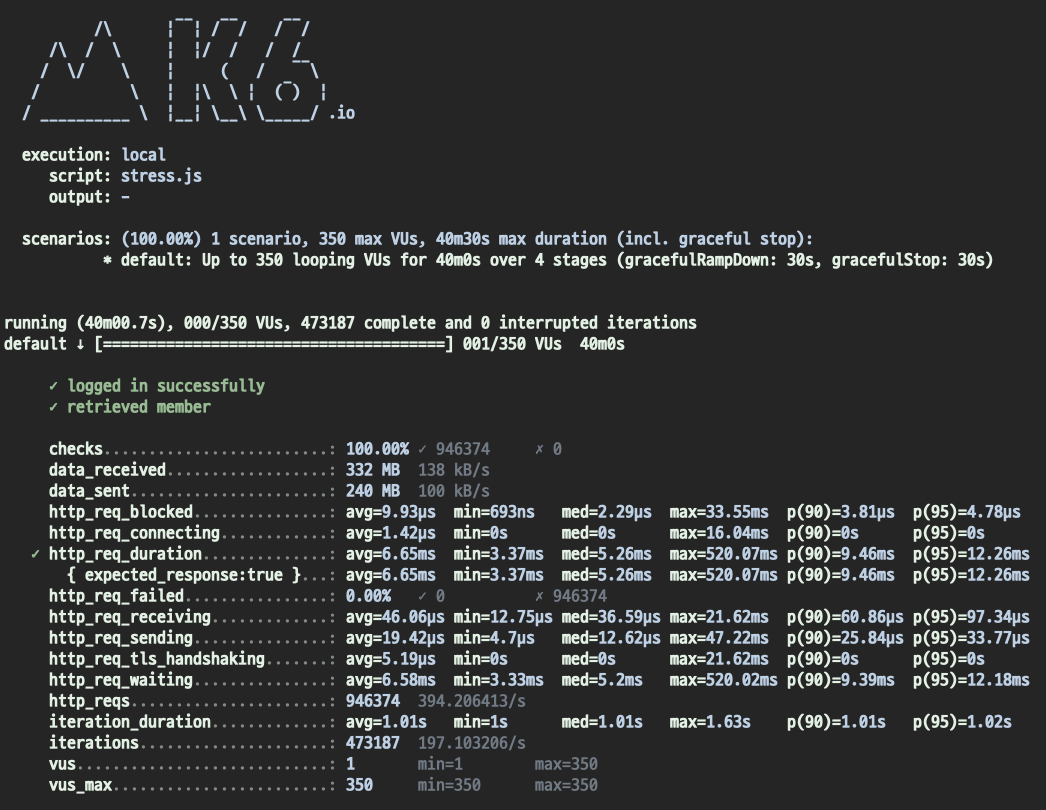 .io
execution: local
script: stress.js
output: -
scenarios: (100.00%) 1 scenario, 350 max VUs, 40m30s max duration (incl. graceful stop):
* default: Up to 350 looping VUs for 40m0s over 4 stages (gracefulRampDown: 30s, gracefulStop: 30s)
running (40m00.7s), 000/350 VUs, 473187 complete and 0 interrupted iterations
default ↓ [======================================] 001/350 VUs  40m0s
✓ logged in successfully
✓ retrieved member
checks.........................: 100.00% ✓ 946374     ✗ 0
data_received..................: 332 MB  138 kB/s
data_sent......................: 240 MB  100 kB/s
http_req_blocked...............: avg=9.93µs  min=693ns   med=2.29µs  max=33.55ms  p(90)=3.81µs  p(95)=4.78µs
http_req_connecting............: avg=1.42µs  min=0s      med=0s      max=16.04ms  p(90)=0s      p(95)=0s
✓ http_req_duration..............: avg=6.65ms  min=3.37ms  med=5.26ms  max=520.07ms p(90)=9.46ms  p(95)=12.26ms
{ expected_response:true }...: avg=6.65ms  min=3.37ms  med=5.26ms  max=520.07ms p(90)=9.46ms  p(95)=12.26ms
http_req_failed................: 0.00%   ✓ 0          ✗ 946374
http_req_receiving.............: avg=46.06µs min=12.75µs med=36.59µs max=21.62ms  p(90)=60.86µs p(95)=97.34µs
http_req_sending...............: avg=19.42µs min=4.7µs   med=12.62µs max=47.22ms  p(90)=25.84µs p(95)=33.77µs
http_req_tls_handshaking.......: avg=5.19µs  min=0s      med=0s      max=21.62ms  p(90)=0s      p(95)=0s
http_req_waiting...............: avg=6.58ms  min=3.33ms  med=5.2ms   max=520.02ms p(90)=9.39ms  p(95)=12.18ms
http_reqs......................: 946374  394.206413/s
iteration_duration.............: avg=1.01s   min=1s      med=1.01s   max=1.63s    p(90)=1.01s   p(95)=1.02s
iterations.....................: 473187  197.103206/s
vus............................: 1       min=1        max=350
vus_max........................: 350     min=350      max=350